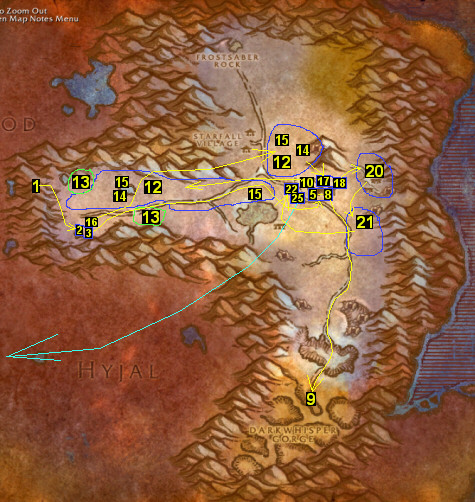 o Zoom Out
en Map Notes Menu
FROSTSABER
ROCK
OD
STARFALL
VILLAGE
15
14
12
20
1
13
15
12
14
10
17
18
15
22
5
8
25
16
13
2
3
21
HYJAL
9
DARKWHISPER
GORGE